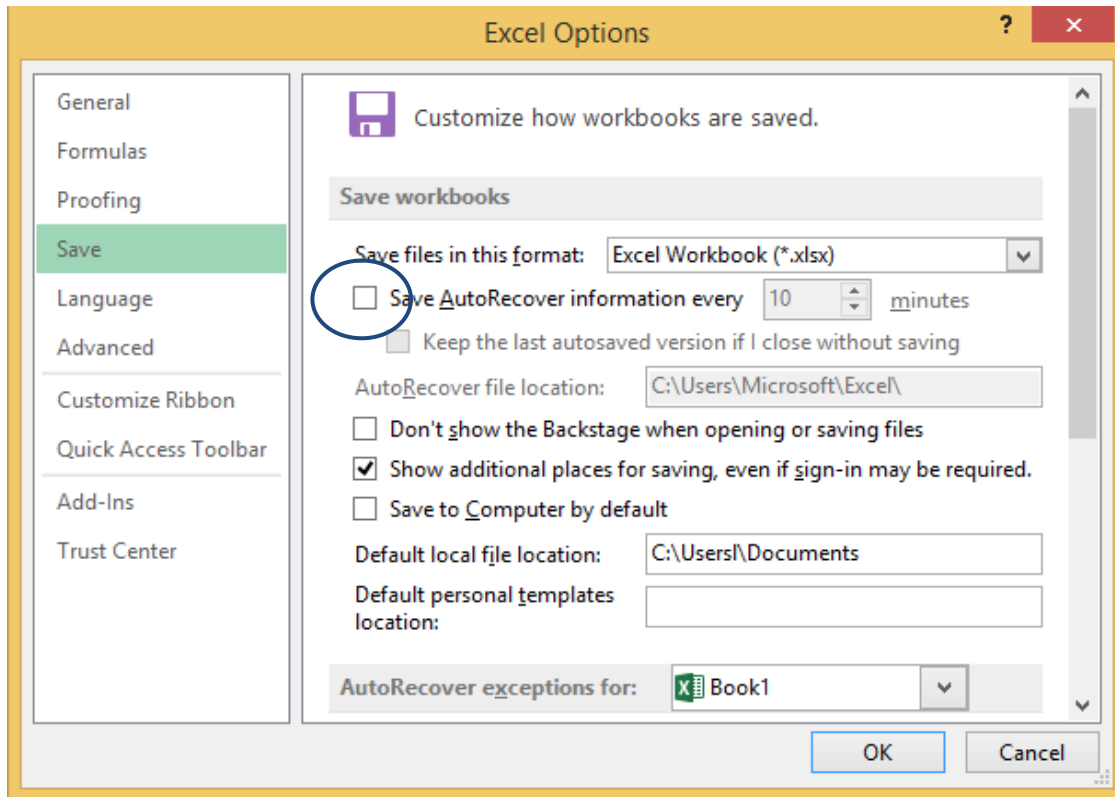 Excel Options
?
General
Formulas
Proofing
Save
Language
Advanced
Customize Ribbon
Quick Access Toolbar
Add-Ins
Trust Center
Customize how workbooks are saved.
Save workbooks
Save files in this format: Excel Workbook (*.xlsx)
Save AutoRecover information every 10 minutes
Keep the last autosaved version if I close without saving
AutoRecover file location: C:\Users\Microsoft\Excel\
Don't show the Backstage when opening or saving files
Show additional places for saving, even if sign-in may be required.
Save to Computer by default
Default local file location: C:\Usersl\Documents
Default personal templates
location:
AutoRecover exceptions for: Book1
OK Cancel